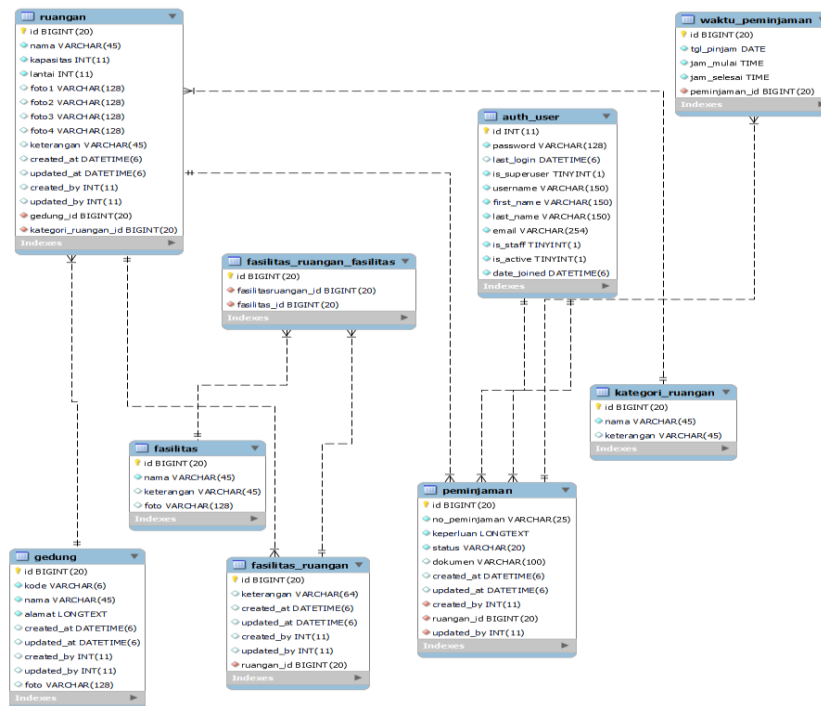 ruangan
id BIGINT(20)
nama VARCHAR(45)
kapasitas INT(11)
lantai INT(11)
foto1 VARCHAR(128)
foto2 VARCHAR(128)
foto3 VARCHAR(128)
foto4 VARCHAR(128)
keterangan VARCHAR(45)
created_at DATETIME(6)
updated_at DATETIME(6)
created_by INT(11)
updated_by INT(11)
gedung_id BIGINT(20)
kategori_ruangan_id BIGINT(20)
Indexes
waktu_peminjaman
id BIGINT(20)
tgl_pinjam DATE
jam_mulai TIME
jam_selesai TIME
peminjaman_id BIGINT(20)
Indexes
auth_user
id INT(11)
password VARCHAR(128)
last_login DATETIME(6)
is_superuser TINYINT(1)
username VARCHAR(150)
first_name VARCHAR(150)
last_name VARCHAR(150)
email VARCHAR(254)
is_staff TINYINT(1)
is_active TINYINT(1)
date_joined DATETIME(6)
Indexes
fasilitas_ruangan_fasilitas
id BIGINT(20)
fasilitasruangan_id BIGINT(20)
fasilitas_id BIGINT(20)
Indexes
kategori_ruangan
id BIGINT(20)
nama VARCHAR(45)
keterangan VARCHAR(45)
Indexes
fasilitas
id BIGINT(20)
nama VARCHAR(45)
keterangan VARCHAR(45)
foto VARCHAR(128)
Indexes
peminjaman
id BIGINT(20)
no_peminjaman VARCHAR(25)
keperluan LONGTEXT
status VARCHAR(20)
dokumen VARCHAR(100)
created_at DATETIME(6)
updated_at DATETIME(6)
created_by INT(11)
ruangan_id BIGINT(20)
updated_by INT(11)
Indexes
gedung
id BIGINT(20)
kode VARCHAR(6)
nama VARCHAR(45)
alamat LONGTEXT
created_at DATETIME(6)
updated_at DATETIME(6)
created_by INT(11)
updated_by INT(11)
foto VARCHAR(128)
Indexes
fasilitas_ruangan
id BIGINT(20)
keterangan VARCHAR(64)
created_at DATETIME(6)
updated_at DATETIME(6)
created_by INT(11)
updated_by INT(11)
ruangan_id BIGINT(20)
Indexes